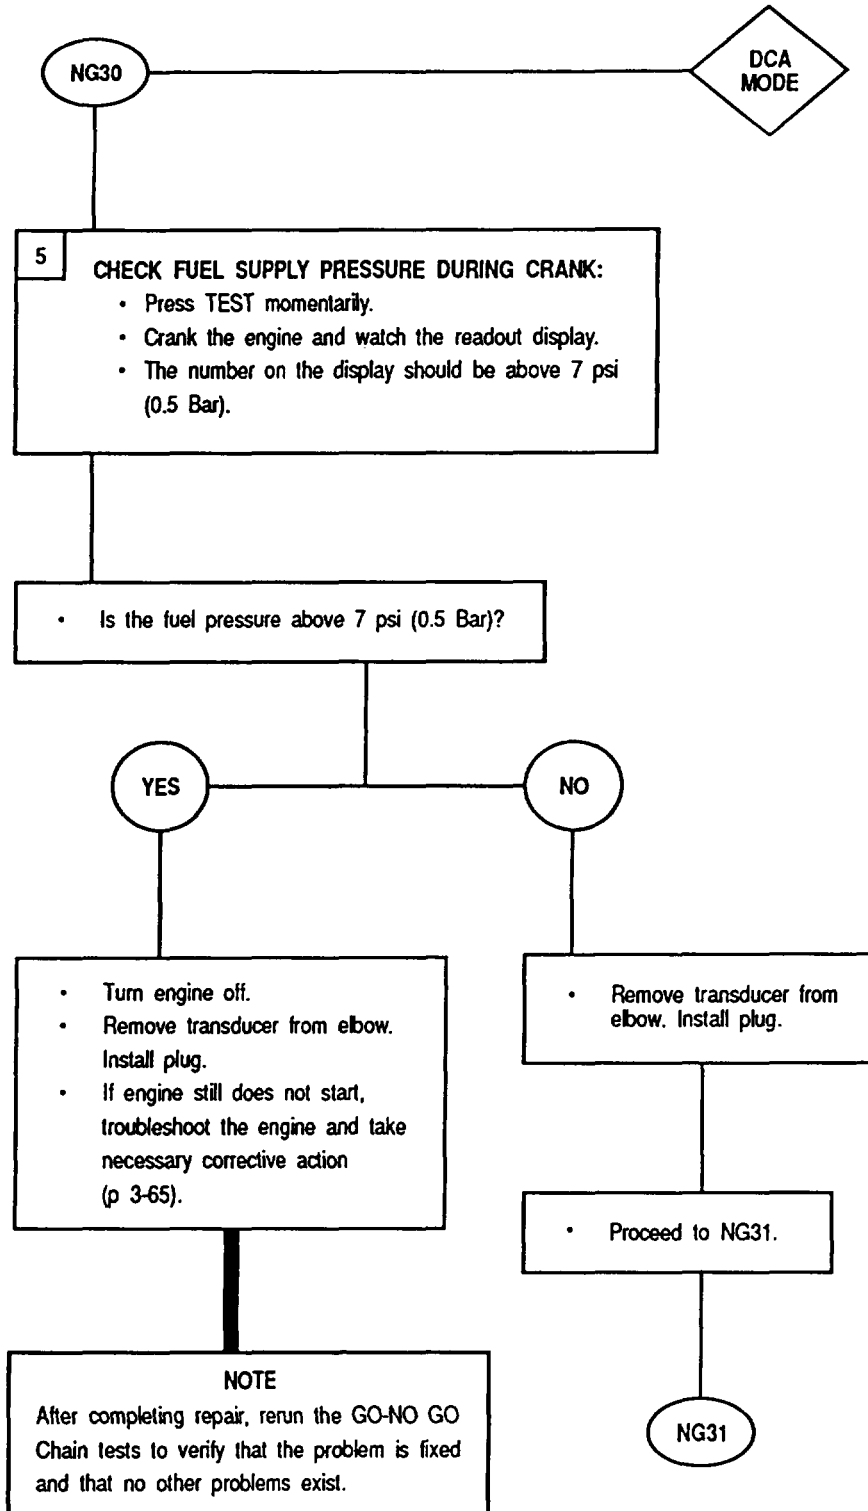 NG30
DCA
MODE
5
CHECK FUEL SUPPLY PRESSURE DURING CRANK:
• Press TEST momentarily.
• Crank the engine and watch the readout display.
• The number on the display should be above 7 psi
(0.5 Bar).
• Is the fuel pressure above 7 psi (0.5 Bar)?
YES
NO
• Turn engine off.
• Remove transducer from elbow.
Install plug.
• If engine still does not start,
troubleshoot the engine and take
necessary corrective action
(p 3-65).
• Remove transducer from
elbow. Install plug.
• Proceed to NG31.
NOTE
After completing repair, rerun the GO-NO GO
Chain tests to verify that the problem is fixed
and that no other problems exist.
NG31